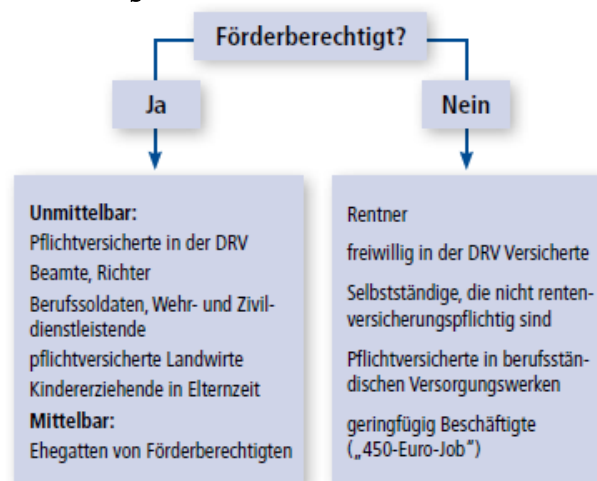 Förderberechtigt?
Ja
Nein
Unmittelbar:
Pflichtversicherte in der DRV
Beamte, Richter
Berufssoldaten, Wehr- und Zivil-
dienstleistende
pflichtversicherte Landwirte
Kindererziehende in Elternzeit
Mittelbar:
Ehegatten von Förderberechtigten
Rentner
freiwillig in der DRV Versicherte
Selbstständige, die nicht renten-
versicherungspflichtig sind
Pflichtversicherte in berufsstän-
dischen Versorgungswerken
geringfügig Beschäftigte
(„450-Euro-Job“)